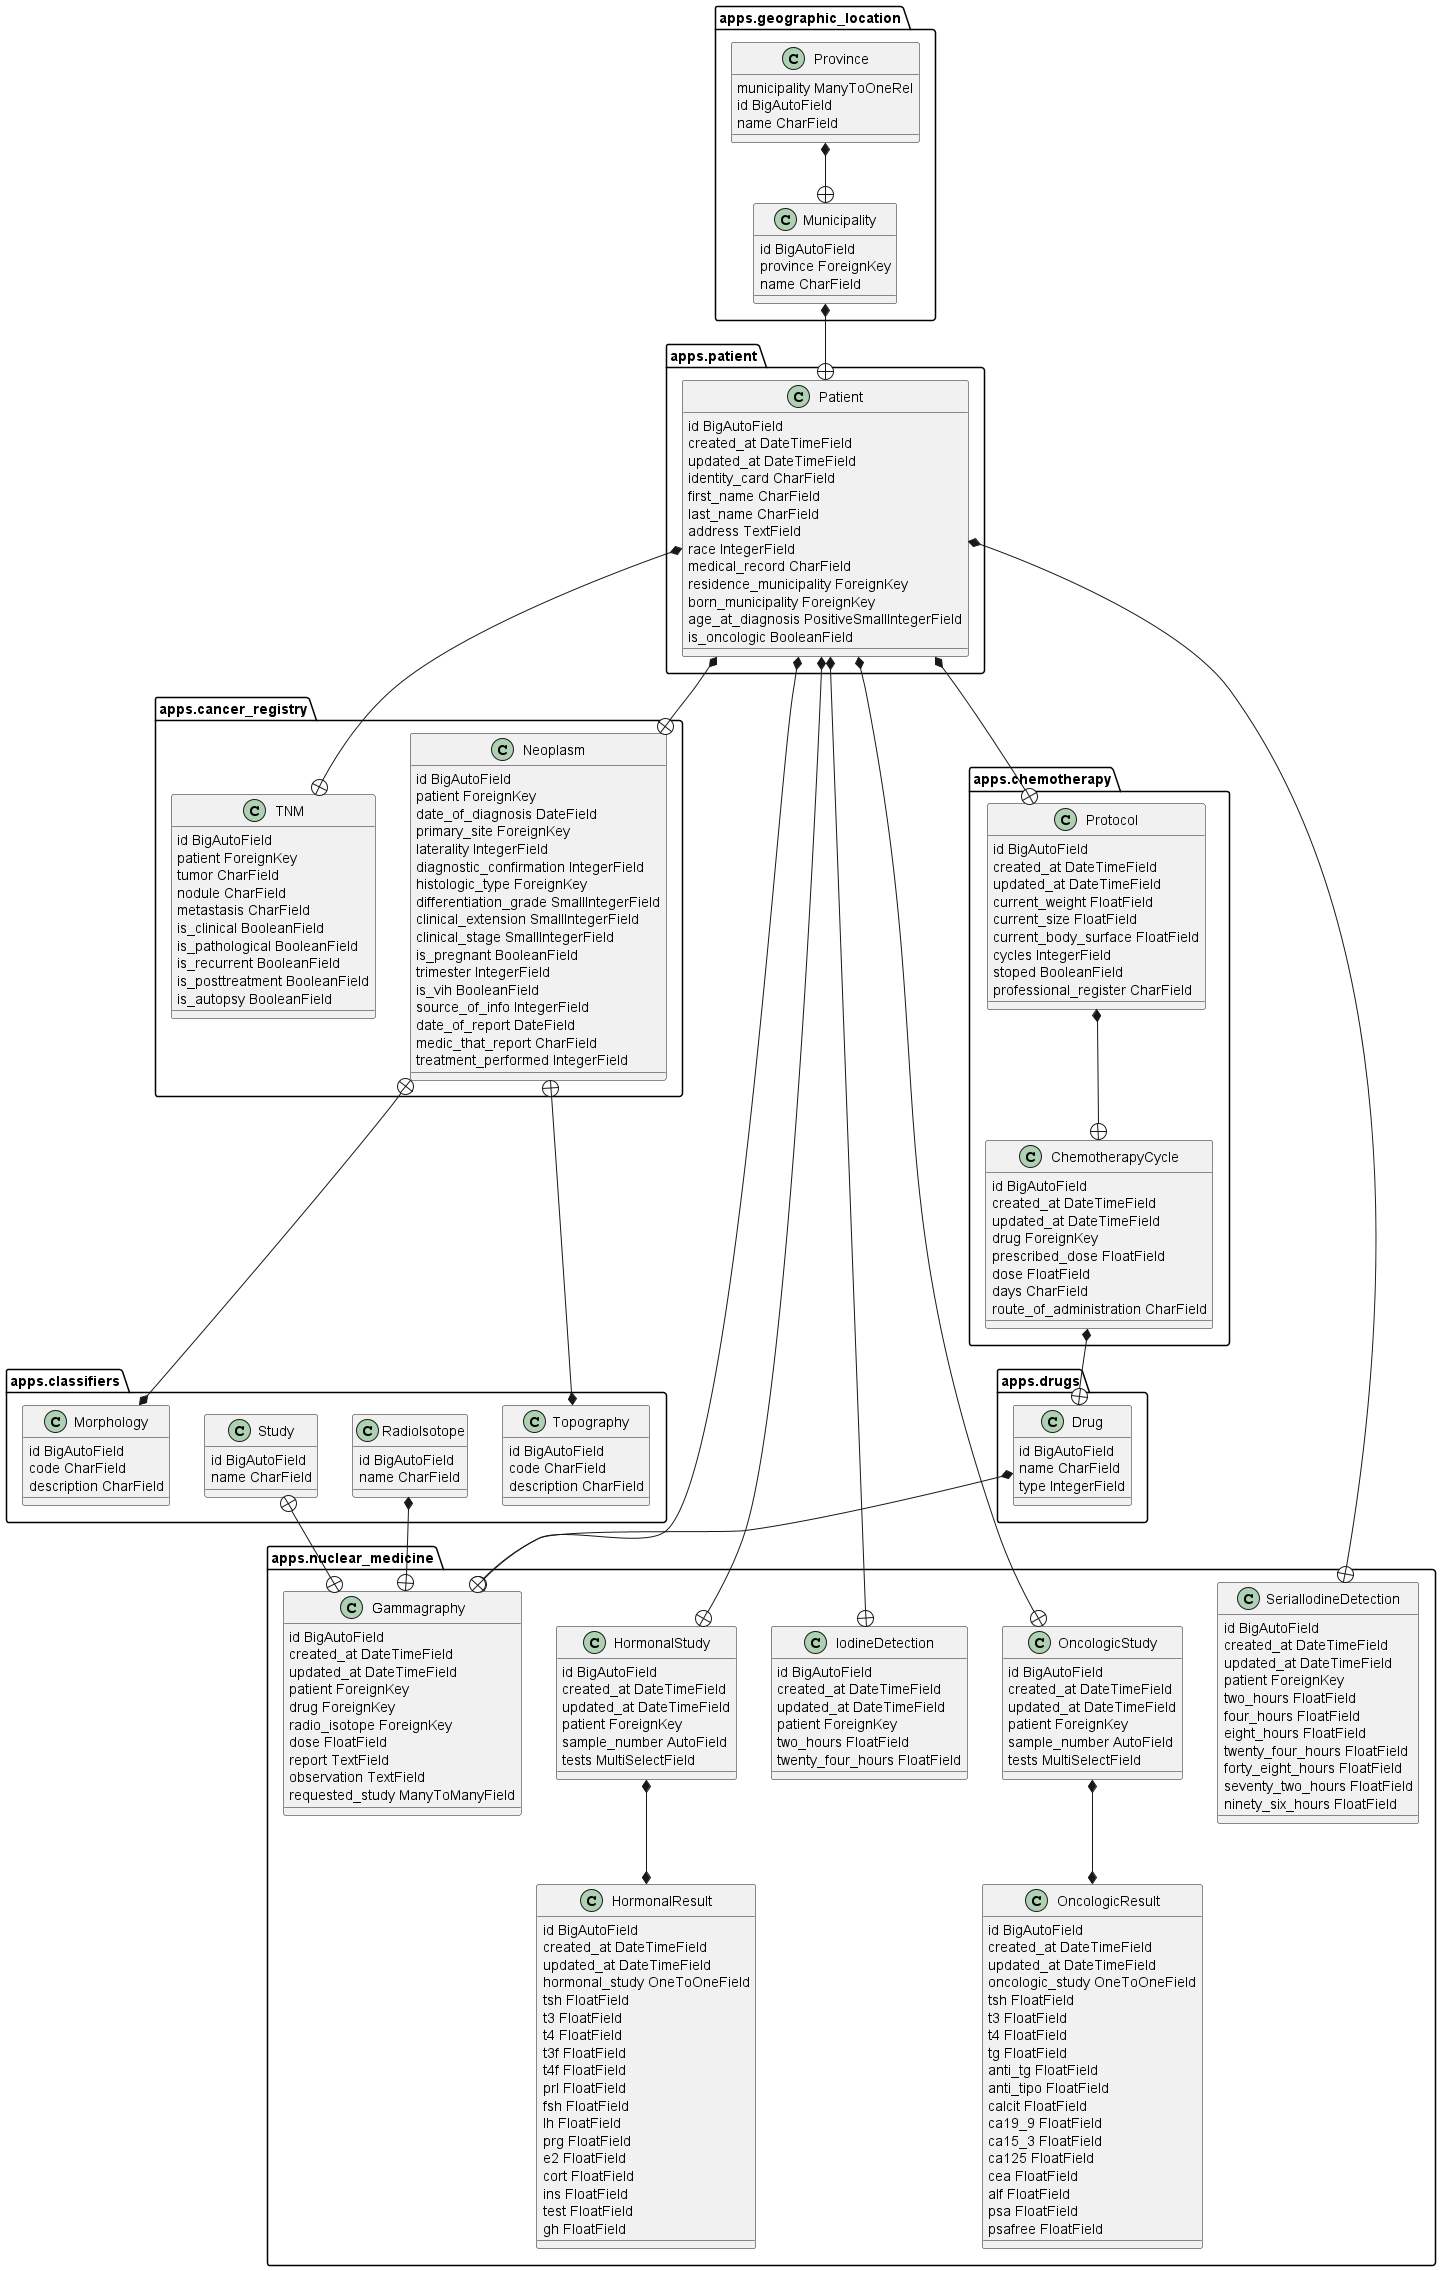 apps.geographic_location
C Province
municipality ManyToOneRel
id BigAutoField
name CharField
C Municipality
id BigAutoField
province ForeignKey
name CharField
apps.patient
C Patient
id BigAutoField
created_at DateTimeField
updated_at DateTimeField
identity_card CharField
first_name CharField
last_name CharField
address TextField
race IntegerField
medical_record CharField
residence_municipality ForeignKey
born_municipality ForeignKey
age_at_diagnosis PositiveSmallIntegerField
is_oncologic BooleanField
apps.cancer_registry
C TNM
id BigAutoField
patient ForeignKey
tumor CharField
nodule CharField
metastasis CharField
is_clinical BooleanField
is_pathological BooleanField
is_recurrent BooleanField
is_posttreatment BooleanField
is_autopsy BooleanField
C Neoplasm
id BigAutoField
patient ForeignKey
date_of_diagnosis DateField
primary_site ForeignKey
laterality IntegerField
diagnostic_confirmation IntegerField
histologic_type ForeignKey
differentiation_grade SmallIntegerField
clinical_extension SmallIntegerField
clinical_stage SmallIntegerField
is_pregnant BooleanField
trimester IntegerField
is_vih BooleanField
source_of_info IntegerField
date_of_report DateField
medic_that_report CharField
treatment_performed IntegerField
apps.chemotherapy
C Protocol
id BigAutoField
created_at DateTimeField
updated_at DateTimeField
current_weight FloatField
current_size FloatField
current_body_surface FloatField
cycles IntegerField
stoped BooleanField
professional_register CharField
C ChemotherapyCycle
id BigAutoField
created_at DateTimeField
updated_at DateTimeField
drug ForeignKey
prescribed_dose FloatField
dose FloatField
days CharField
route_of_administration CharField
apps.classifiers
C Morphology
id BigAutoField
code CharField
description CharField
C Study
id BigAutoField
name CharField
C RadioIsotope
id BigAutoField
name CharField
C Topography
id BigAutoField
code CharField
description CharField
apps.drugs
C Drug
id BigAutoField
name CharField
type IntegerField
apps.nuclear_medicine
C Gammagraphy
id BigAutoField
created_at DateTimeField
updated_at DateTimeField
patient ForeignKey
drug ForeignKey
radio_isotope ForeignKey
dose FloatField
report TextField
observation TextField
requested_study ManyToManyField
C HormonalStudy
id BigAutoField
created_at DateTimeField
updated_at DateTimeField
patient ForeignKey
sample_number AutoField
tests MultiSelectField
C IodineDetection
id BigAutoField
created_at DateTimeField
updated_at DateTimeField
patient ForeignKey
two_hours FloatField
twenty_four_hours FloatField
C OncologicStudy
id BigAutoField
created_at DateTimeField
updated_at DateTimeField
patient ForeignKey
sample_number AutoField
tests MultiSelectField
C SerialIodineDetection
id BigAutoField
created_at DateTimeField
updated_at DateTimeField
patient ForeignKey
two_hours FloatField
four_hours FloatField
eight_hours FloatField
twenty_four_hours FloatField
forty_eight_hours FloatField
seventy_two_hours FloatField
ninety_six_hours FloatField
C HormonalResult
id BigAutoField
created_at DateTimeField
updated_at DateTimeField
hormonal_study OneToOneField
tsh FloatField
t3 FloatField
t4 FloatField
t3f FloatField
t4f FloatField
prl FloatField
fsh FloatField
lh FloatField
prg FloatField
e2 FloatField
cort FloatField
ins FloatField
test FloatField
gh FloatField
C OncologicResult
id BigAutoField
created_at DateTimeField
updated_at DateTimeField
oncologic_study OneToOneField
tsh FloatField
t3 FloatField
t4 FloatField
tg FloatField
anti_tg FloatField
anti_tipo FloatField
calcit FloatField
ca19_9 FloatField
ca15_3 FloatField
ca125 FloatField
cea FloatField
alf FloatField
psa FloatField
psafree FloatField